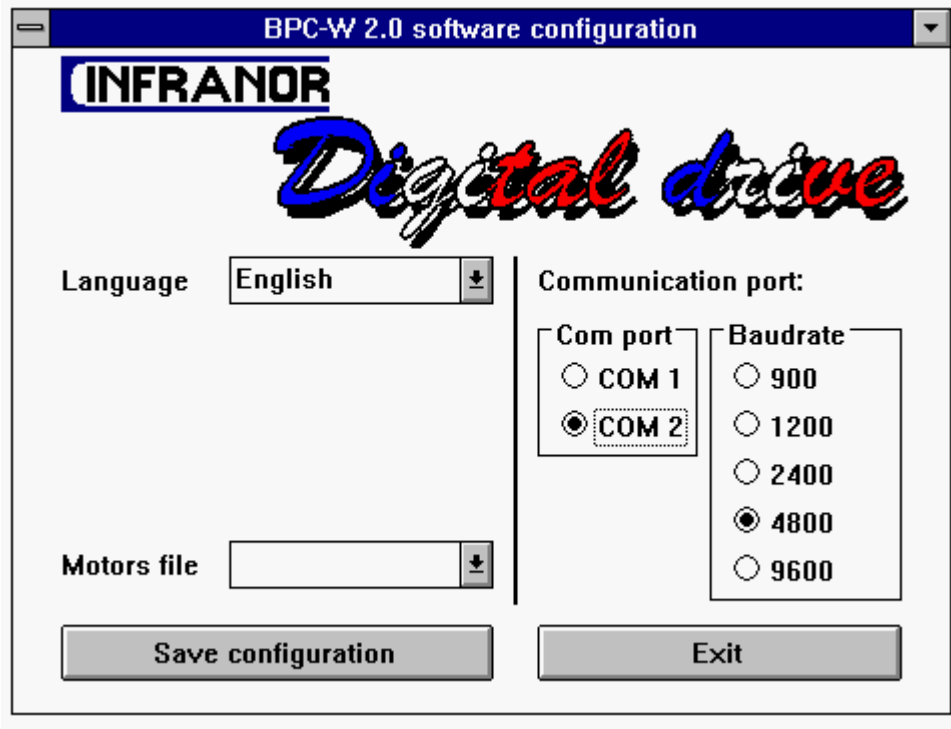 BPC-W 2.0 software configuration
INFRANOR
Digital drive
Language
English
Motors file
Communication port:
Com port
COM 1
COM 2
Baudrate
900
1200
2400
4800
9600
Save configuration
Exit